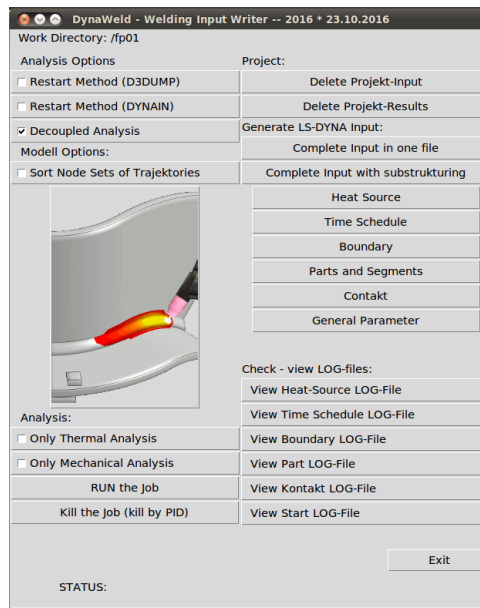 DynaWeld - Welding Input Writer -- 2016 * 23.10.2016
Work Directory: /fp01
Analysis Options
Project:
Restart Method (D3DUMP)
Delete Projekt-Input
Restart Method (DYNAIN)
Delete Projekt-Results
Decoupled Analysis
Generate LS-DYNA Input:
Modell Options:
Complete Input in one file
Sort Node Sets of Trajektories
Complete Input with substrukturing
Heat Source
Time Schedule
Boundary
Parts and Segments
Contakt
General Parameter
Check - view LOG-files:
View Heat-Source LOG-File
Analysis:
View Time Schedule LOG-File
Only Thermal Analysis
View Boundary LOG-File
Only Mechanical Analysis
View Part LOG-File
RUN the Job
View Kontakt LOG-File
Kill the Job (kill by PID)
View Start LOG-File
Exit
STATUS: